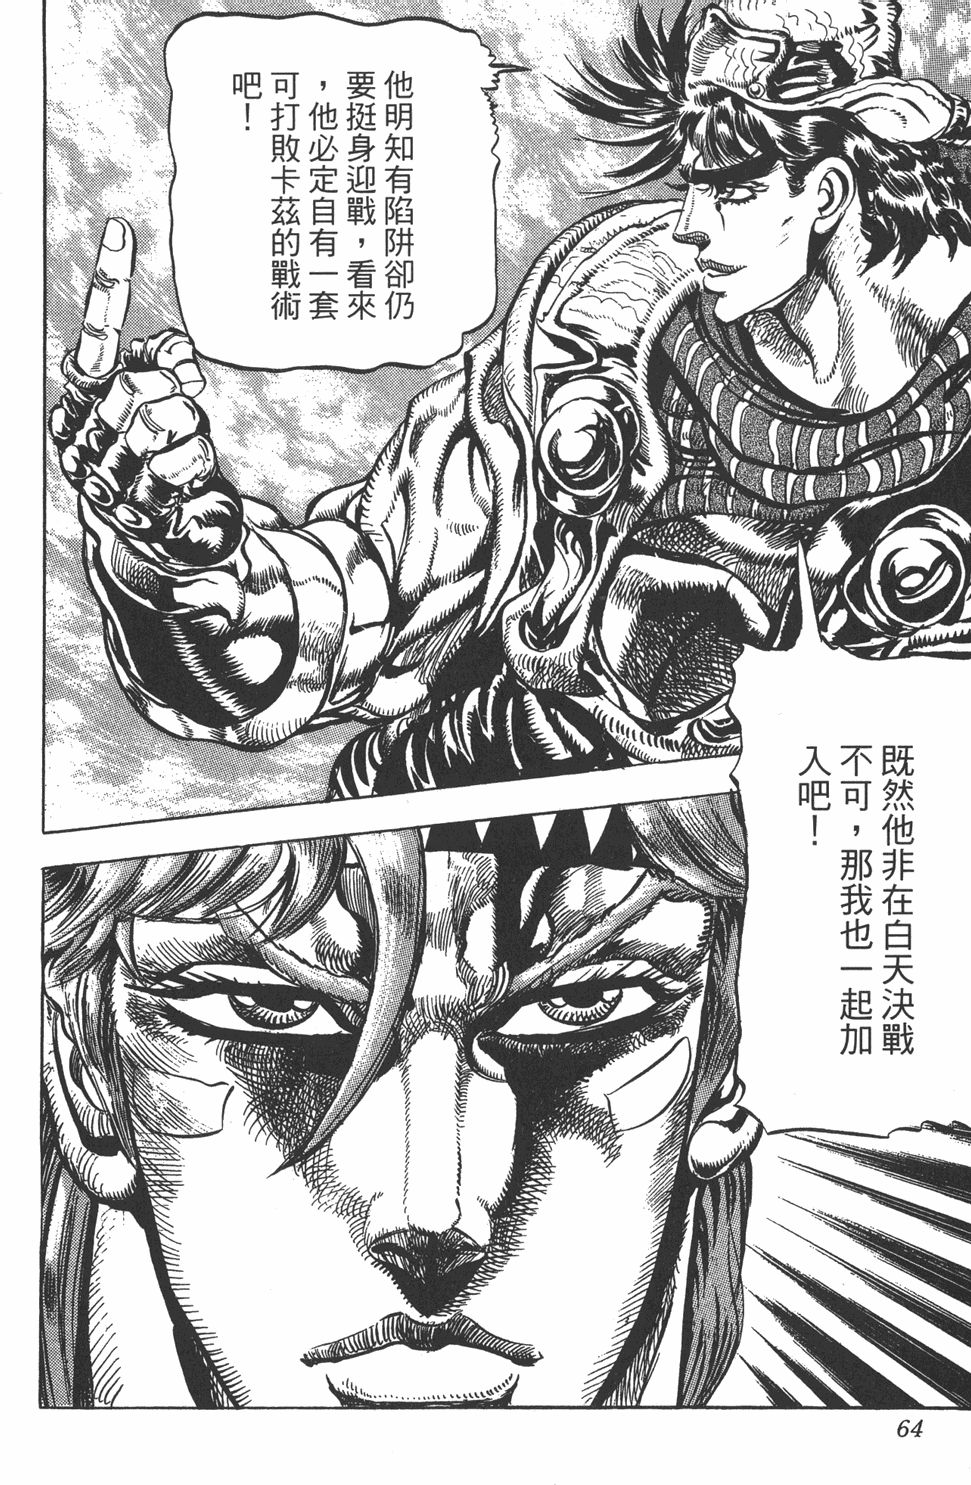 他明知有陷阱卻仍
要挺身迎戰，看來
，他必定自有一套
可打敗卡茲的戰術
吧！
既然他非在白天決戰
不可，那我也一起加
入吧！
64